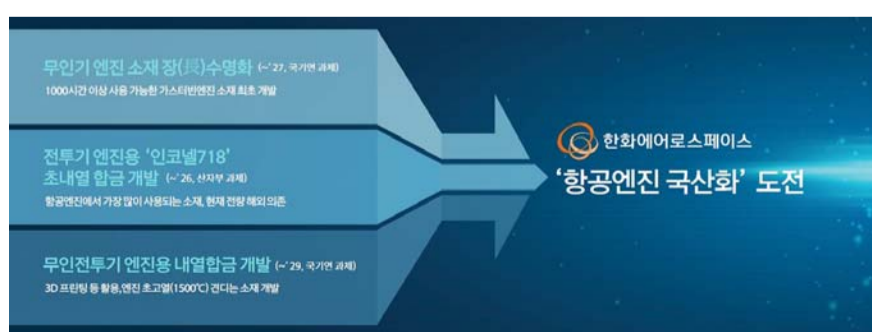 무인기 엔진 소재 장(長)수명화 (~'27, 국기연 과제)
1000시간 이상 사용 가능한 가스터빈엔진 소재 최초 개발
전투기 엔진용 '인코넬718'
초내열 합금 개발 (~'26, 산자부 과제)
항공엔진에서 가장 많이 사용되는 소재, 현재 전량 해외 의존
무인전투기 엔진용 내열합금 개발 (~'29, 국기연 과제)
3D 프린팅 등 활용,엔진 초고열(1500℃) 견디는 소재 개발
한화에어로스페이스
'항공엔진 국산화' 도전